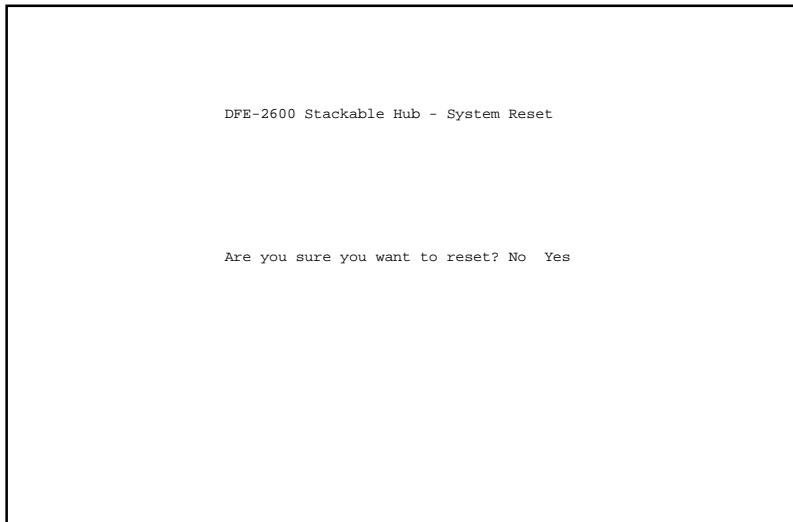 DFE-2600 Stackable Hub - System Reset
Are you sure you want to reset? No  Yes